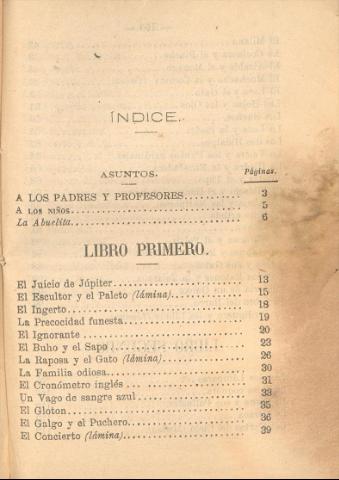 ÍNDICE.
ASUNTOS. Páginas.
A LOS PADRES Y PROFESORES........... 3
A LOS NIÑOS........... 5
La Abuelita........... 6
LIBRO PRIMERO.
El Juicio de Júpiter........... 13
El Escultor y el Paleto (lámina)........... 15
El Ingerto........... 18
La Precocidad funesta........... 19
El Ignorante........... 20
El Buho y el Sapo........... 23
La Raposa y el Gato (lámina)........... 26
La Familia odiosa........... 30
El Cronómetro inglés........... 31
Un Vago de sangre azul........... 33
El Gloton........... 35
El Galgo y el Puchero........... 36
El Concierto (lámina)........... 39